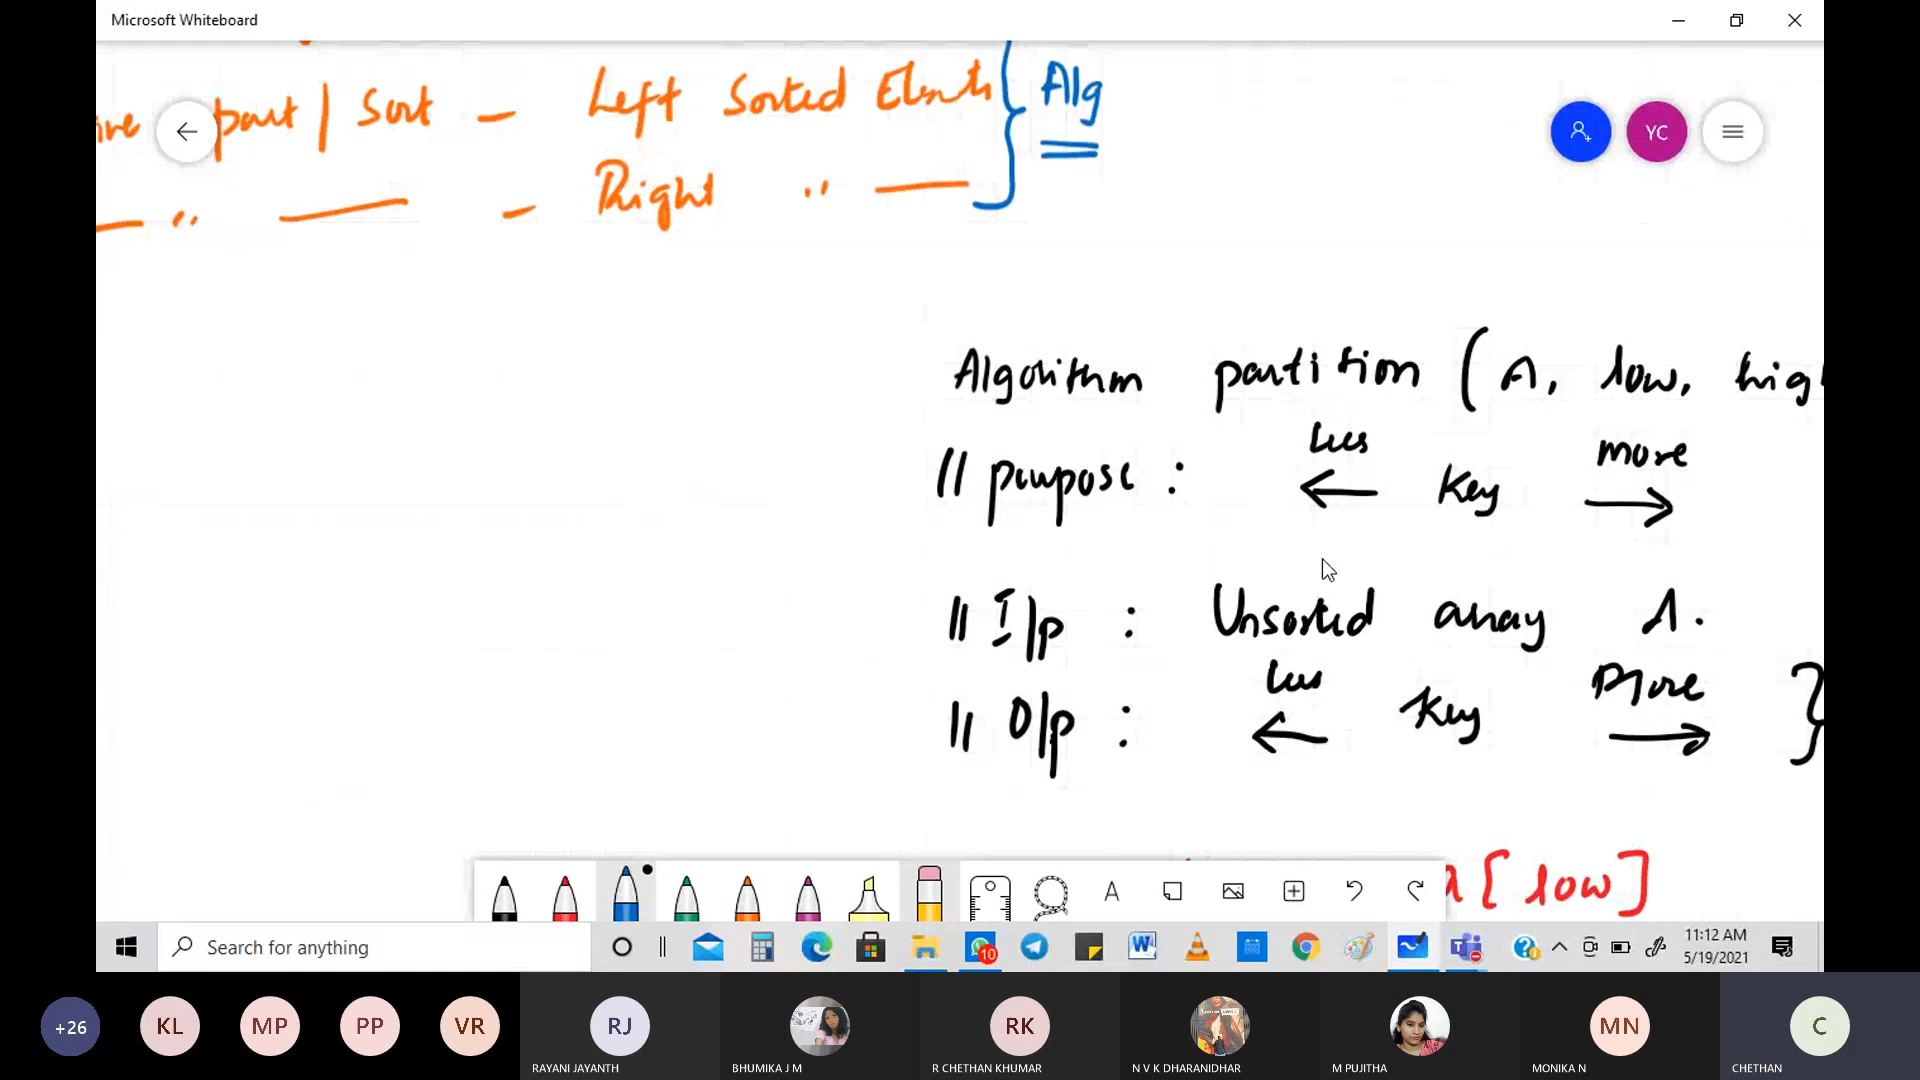 Microsoft Whiteboard
part | Sort - Left Sorted
Alg
- Right " —
YC
Algorithm partition ( A, low, hig
less more
// purpose : ← Key →
// I/p : Unsorted array A.
less More
// O/p : ← Key → }
[ low ]
A
Search for anything
10
11:12 AM
5/19/2021
+26
KL
MP
PP
VR
RJ
RK
MN
C
RAYANI JAYANTH
BHUMIKA J M
R CHETHAN KHUMAR
N V K DHARANIDHAR
M PUJITHA
MONIKA N
CHETHAN